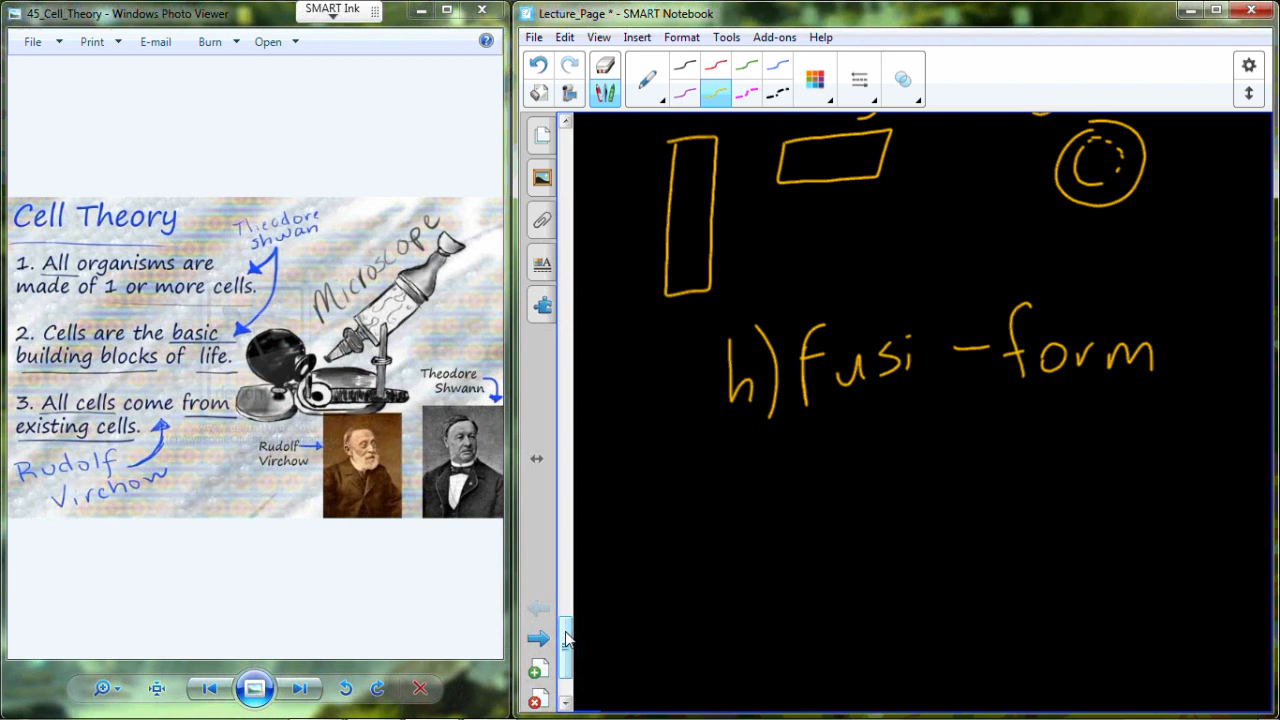 45_Cell_Theory - Windows Photo Viewer
SMART Ink
File Print E-mail Burn Open
Cell Theory
Theodore
shwan
1. All organisms are
made of 1 or more cells.
Microscope
2. Cells are the basic
building blocks of life.
3. All cells come from
existing cells.
Rudolf
Virchow
Theodore
Shwann
Rudolf
Virchow
Lecture_Page * - SMART Notebook
File Edit View Insert Format Tools Add-ons Help
h) fusi - form